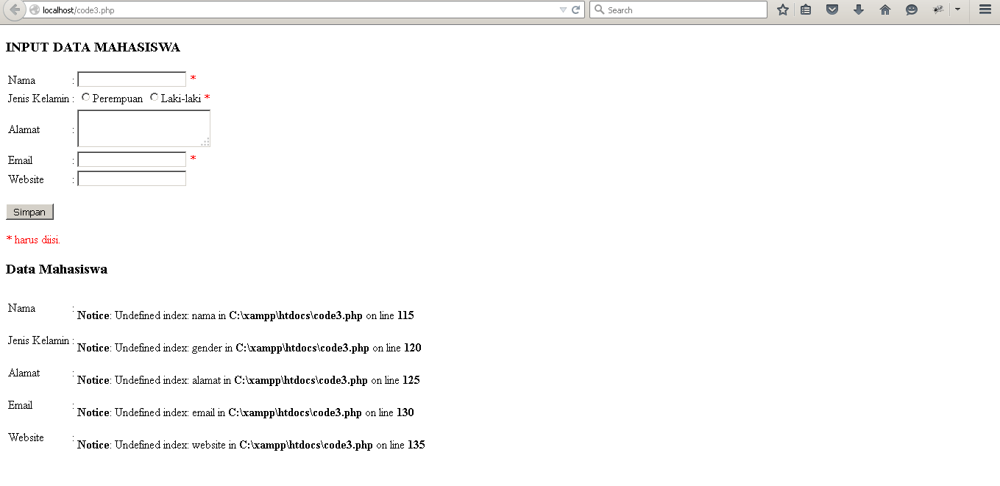 localhost/code3.php Search
INPUT DATA MAHASISWA
Nama : *
Jenis Kelamin : Perempuan Laki-laki *
Alamat :
Email : *
Website :
Simpan
* harus diisi.
Data Mahasiswa
Nama :
Notice: Undefined index: nama in C:\xampp\htdocs\code3.php on line 115
Jenis Kelamin :
Notice: Undefined index: gender in C:\xampp\htdocs\code3.php on line 120
Alamat :
Notice: Undefined index: alamat in C:\xampp\htdocs\code3.php on line 125
Email :
Notice: Undefined index: email in C:\xampp\htdocs\code3.php on line 130
Website :
Notice: Undefined index: website in C:\xampp\htdocs\code3.php on line 135